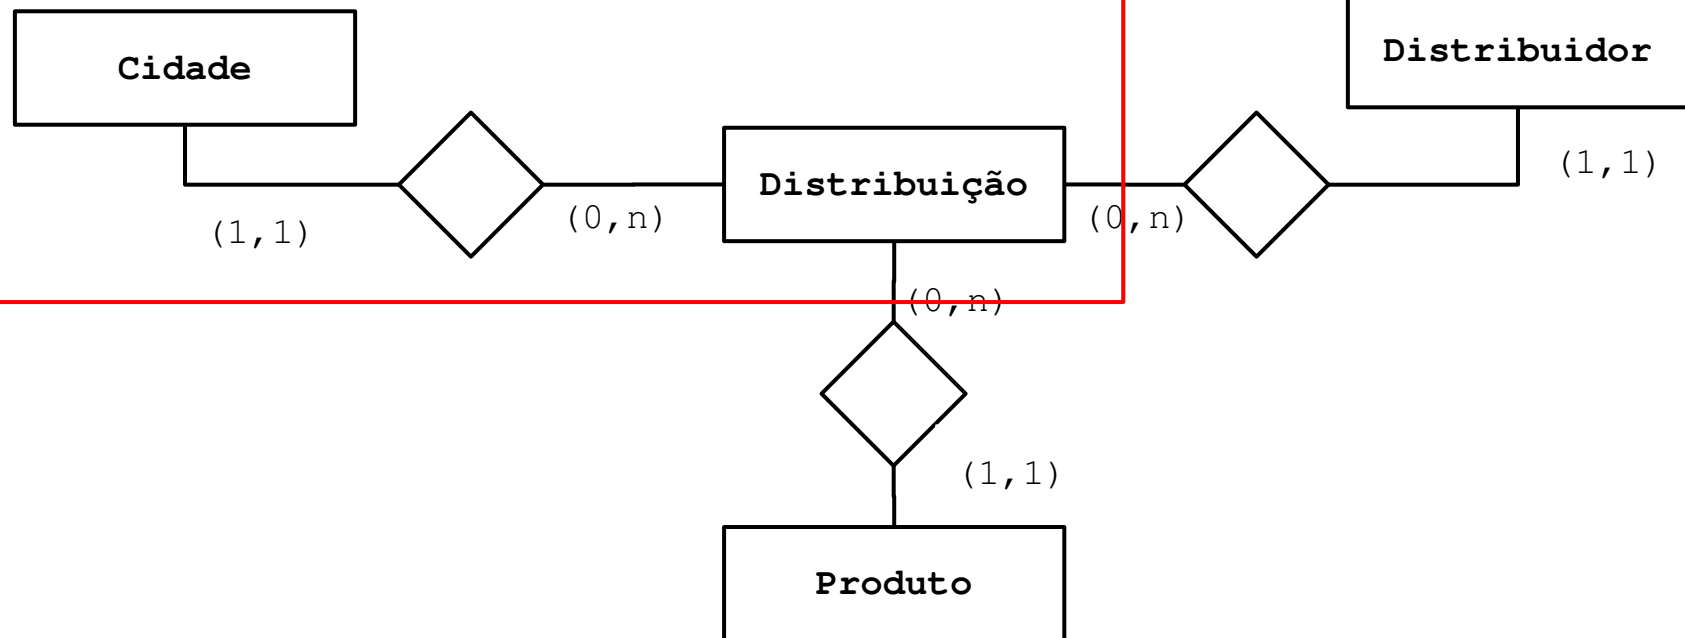 Cidade
Distribuidor
Distribuição
(1,1)
(0,n)
(0,n)
(1,1)
(0,n)
(1,1)
Produto